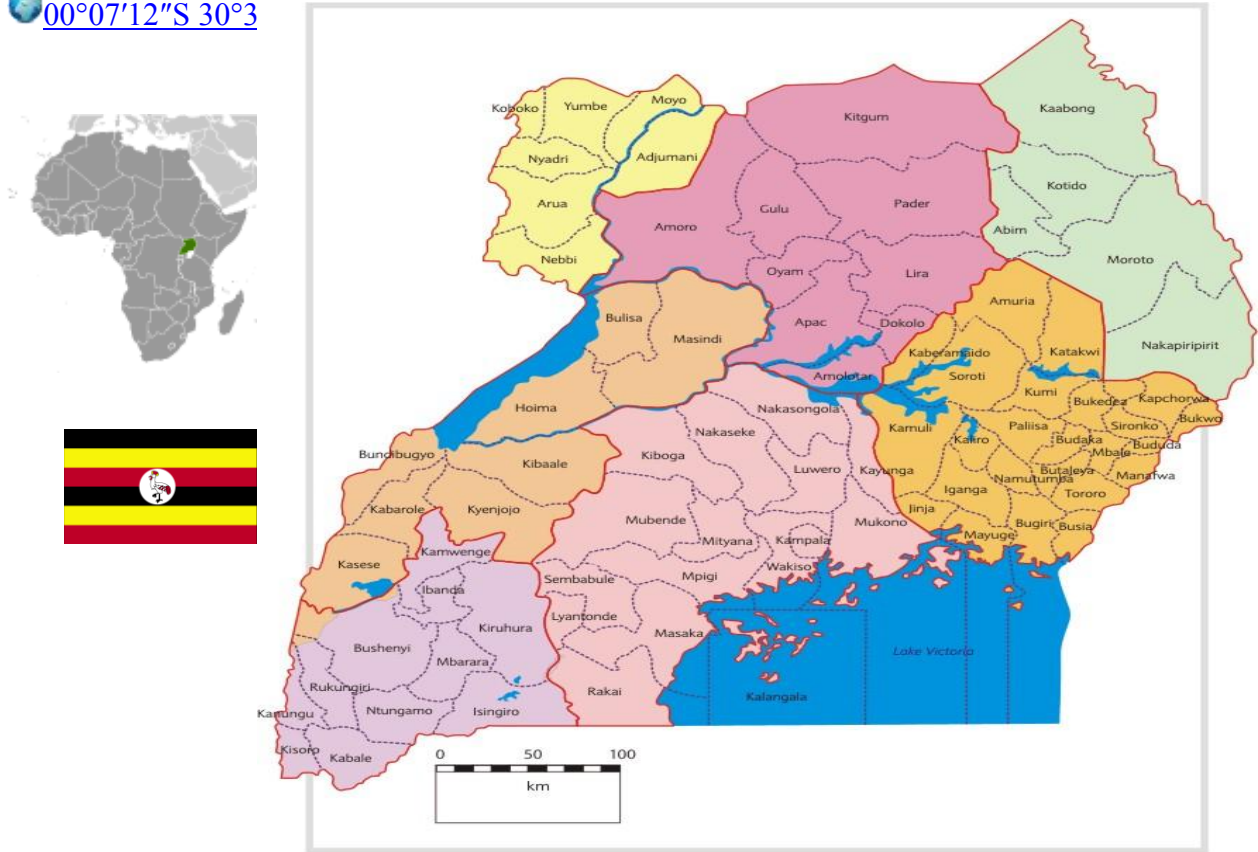 00°07′12″S 30°3
Koboko
Yumbe
Moyo
Nyadri
Adjumani
Arua
Nebbi
Kitgum
Kaabong
Kotido
Gulu
Pader
Amoro
Abim
Moroto
Oyam
Lira
Amuria
Bulisa
Apac
Dokolo
Masindi
Nakapiripirit
Kaberamaido
Katakwi
Amolotar
Soroti
Kumi
Hoima
Nakasongola
Bukedez
Kapchorwa
Bukwo
Kamuli
Paliisa
Sironko
Nakaseke
Kaliro
Budaka
Bududa
Bundibugyo
Kiboga
Mbale
Kibaale
Luwero
Kayunga
Butaleya
Manafwa
Iganga
Namutumba
Tororo
Kabarole
Kyenjojo
Jinja
Mubende
Mukono
Bugiri
Busia
Mityana
Kampala
Mayuge
Kamwenge
Kasese
Wakiso
Sembabule
Mpigi
Ibanda
Lyantonde
Kiruhura
Masaka
Bushenyi
Lake Victoria
Mbarara
Rukungiri
Rakai
Kalangala
Kanungu
Ntungamo
Isingiro
Kisoro
Kabale
0 50 100
km